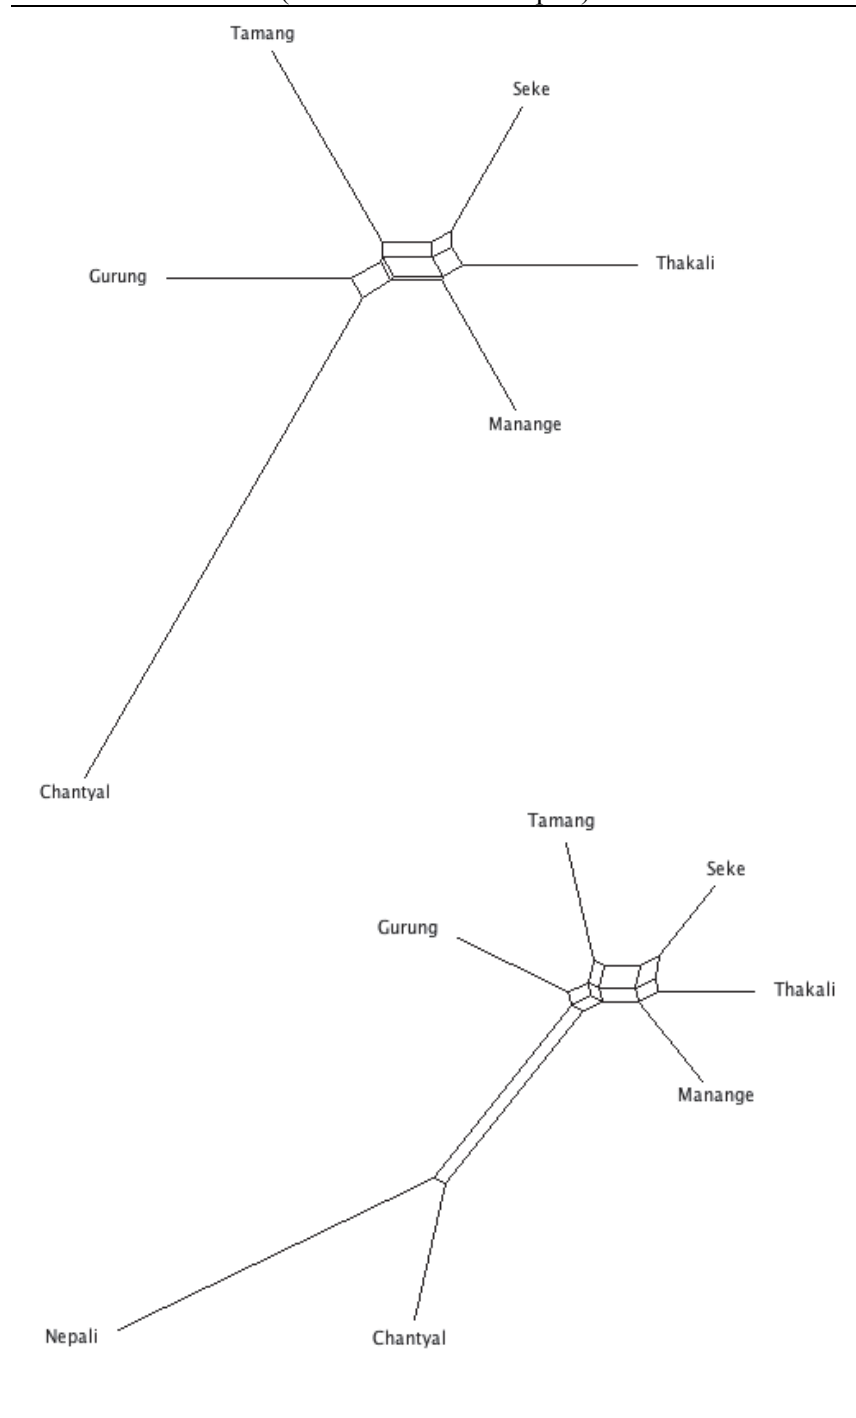 Tamang
Seke
Gurung
Thakali
Manange
Chantyal
Tamang
Seke
Gurung
Thakali
Manange
Nepali
Chantyal